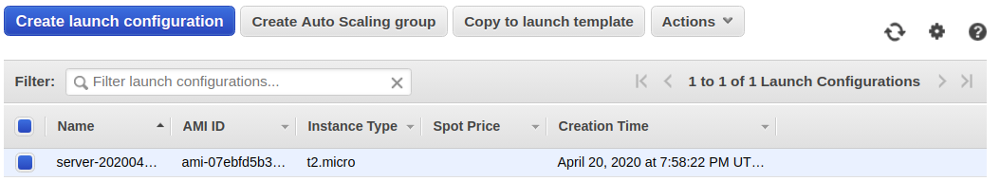 Create launch configuration Create Auto Scaling group Copy to launch template Actions
Filter: Filter launch configurations... 1 to 1 of 1 Launch Configurations
Name AMI ID Instance Type Spot Price Creation Time
server-202004... ami-07ebfd5b3... t2.micro April 20, 2020 at 7:58:22 PM UT...